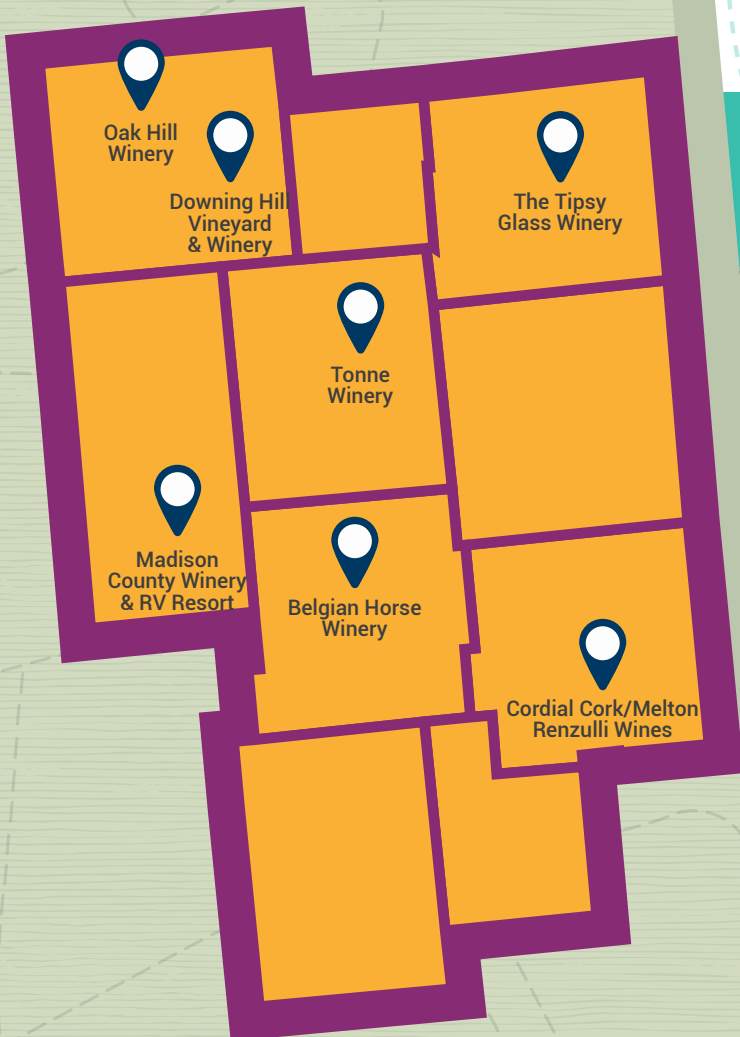 Oak Hill
Winery
Downing Hill
Vineyard
& Winery
The Tipsy
Glass Winery
Tonne
Winery
Madison
County Winery
& RV Resort
Belgian Horse
Winery
Cordial Cork/Melton
Renzulli Wines